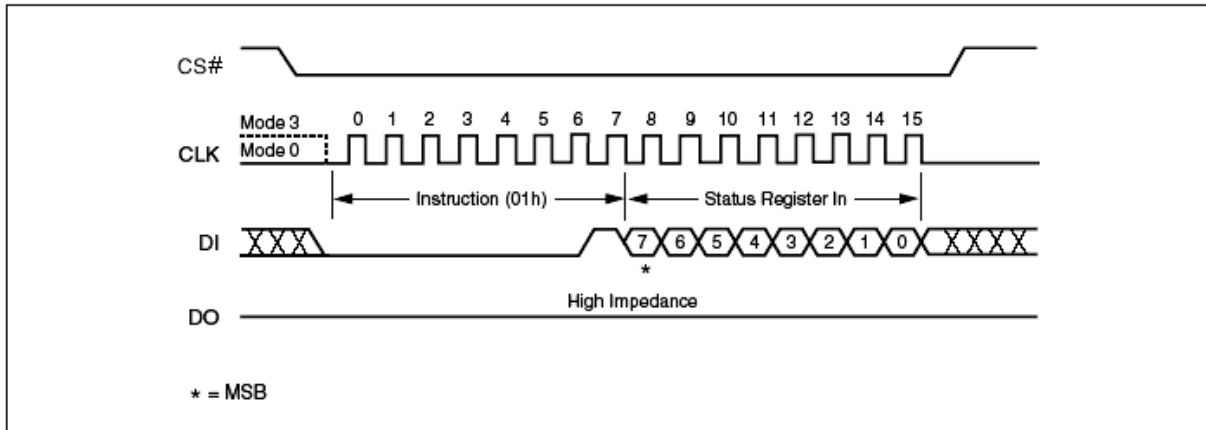 CS#
0 1 2 3 4 5 6 7 8 9 10 11 12 13 14 15
Mode 3
CLK Mode 0
Instruction (01h) Status Register In
DI 7 6 5 4 3 2 1 0
*
High Impedance
DO
* = MSB